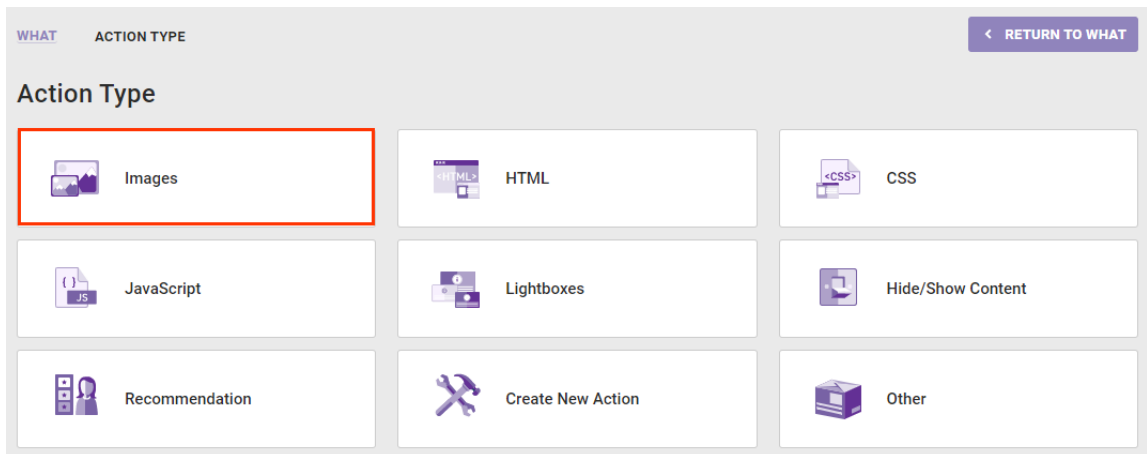 WHAT ACTION TYPE < RETURN TO WHAT
Action Type
Images <HTML> HTML <CSS> CSS
{ } JS JavaScript Lightboxes Hide/Show Content
Recommendation Create New Action Other